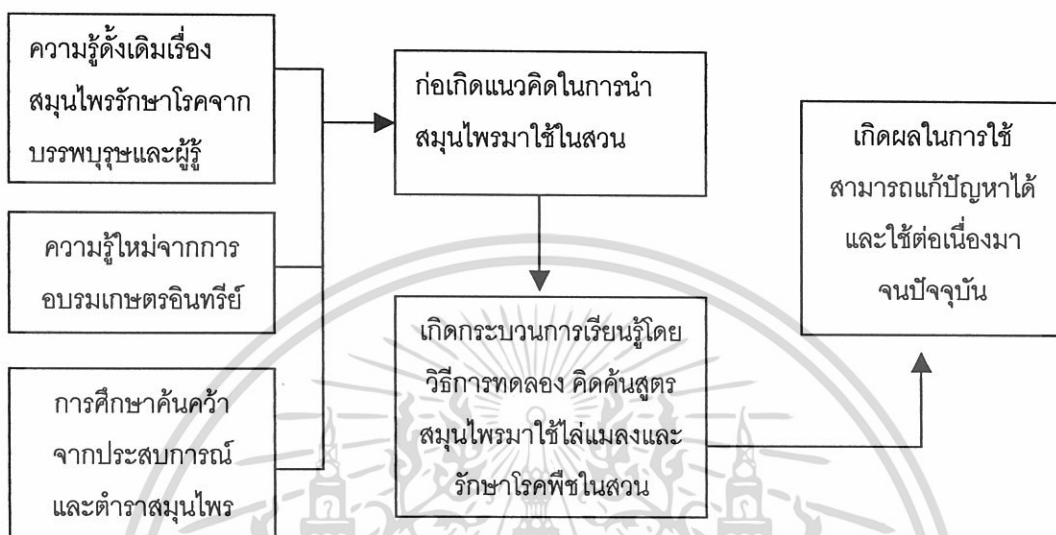 ความรู้ดั้งเดิมเรื่อง
สมุนไพรรักษาโรคจาก
บรรพบุรุษและผู้รู้
ความรู้ใหม่จากการ
อบรมเกษตรอินทรีย์
การศึกษาค้นคว้า
จากประสบการณ์
และตำราสมุนไพร
ก่อเกิดแนวคิดในการนำ
สมุนไพรมาใช้ในสวน
เกิดกระบวนการเรียนรู้โดย
วิธีการทดลอง คิดค้นสูตร
สมุนไพรมาใช้ไล่แมลงและ
รักษาโรคพืชในสวน
เกิดผลในการใช้
สามารถแก้ปัญหาได้
และใช้ต่อเนื่องมา
จนปัจจุบัน